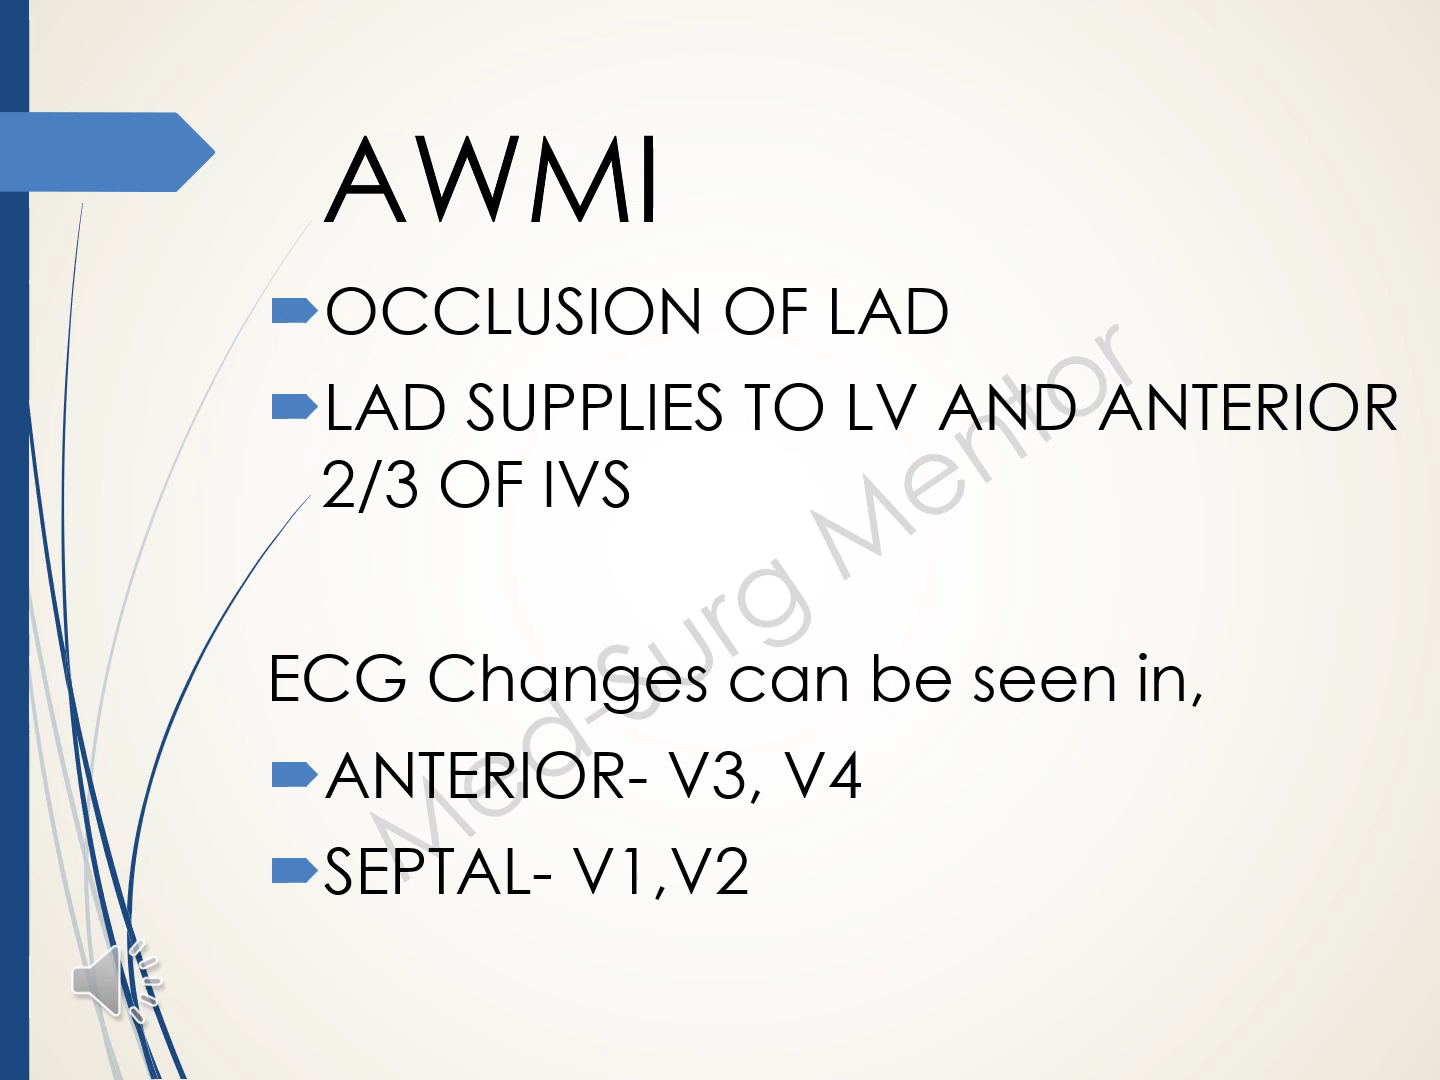 AWMI
OCCLUSION OF LAD
LAD SUPPLIES TO LV AND ANTERIOR
2/3 OF IVS
ECG Changes can be seen in,
ANTERIOR- V3, V4
SEPTAL- V1,V2
Med-Surg Mentor